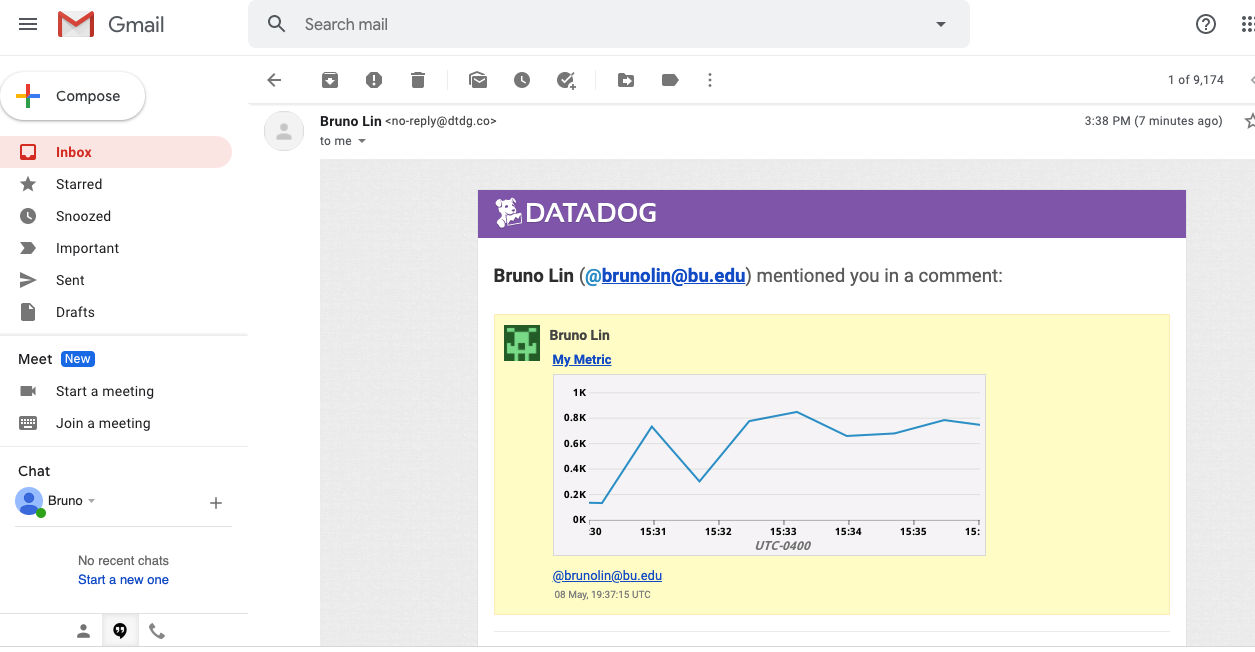 Gmail
Search mail
Compose
1 of 9,174
Inbox
Starred
Snoozed
Important
Sent
Drafts
Meet New
Start a meeting
Join a meeting
Chat
Bruno
No recent chats
Start a new one
Bruno Lin <no-reply@dtdg.co>
3:38 PM (7 minutes ago)
to me
DATADOG
Bruno Lin (@brunolin@bu.edu) mentioned you in a comment:
Bruno Lin
My Metric
1K
0.8K
0.6K
0.4K
0.2K
0K
30 15:31 15:32 15:33 15:34 15:35 15:
UTC-0400
@brunolin@bu.edu
08 May, 19:37:15 UTC